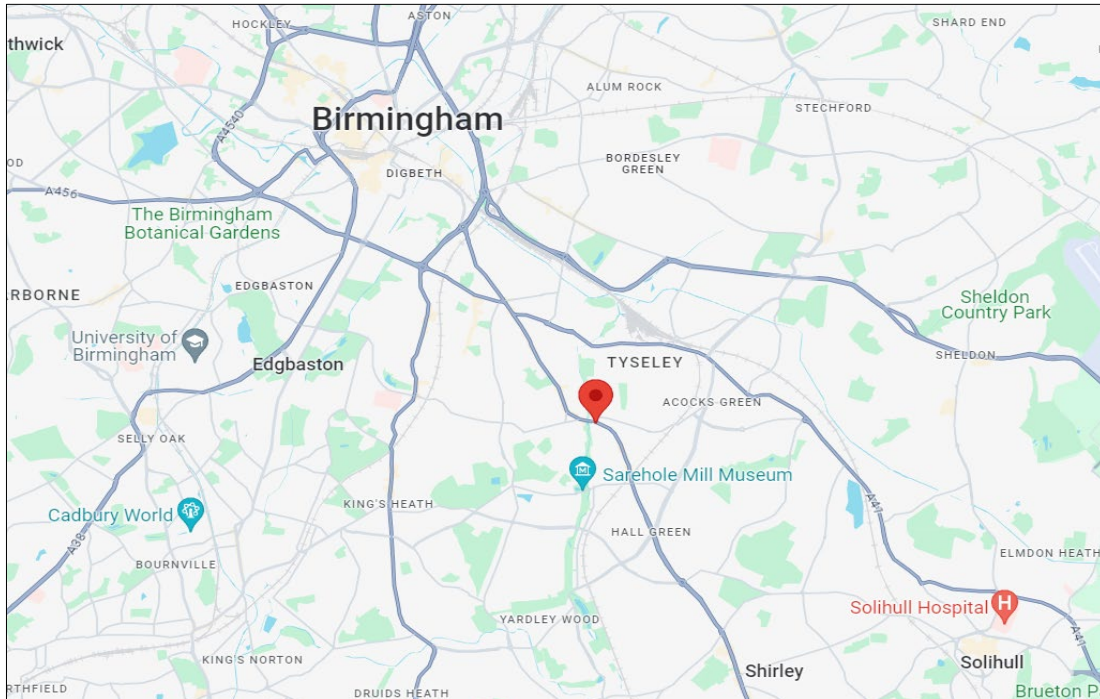 HOCKLEY
ASTON
SHARD END
thwick
ALUM ROCK
STECHFORD
Birmingham
A4540
BORDESLEY
GREEN
DIGBETH
OOD
A456
The Birmingham
Botanical Gardens
ARBORNE
EDGBASTON
Sheldon
Country Park
University of
Birmingham
Edgbaston
TYSELEY
SHELDON
ACOCKS GREEN
SELLY OAK
Sarehole Mill Museum
KING'S HEATH
Cadbury World
A41
A38
HALL GREEN
BOURNVILLE
ELMDON HEATH
Solihull Hospital
H
YARDLEY WOOD
A41
KING'S NORTON
Shirley
Solihull
RTHFIELD
DRUIDS HEATH
Brueton P